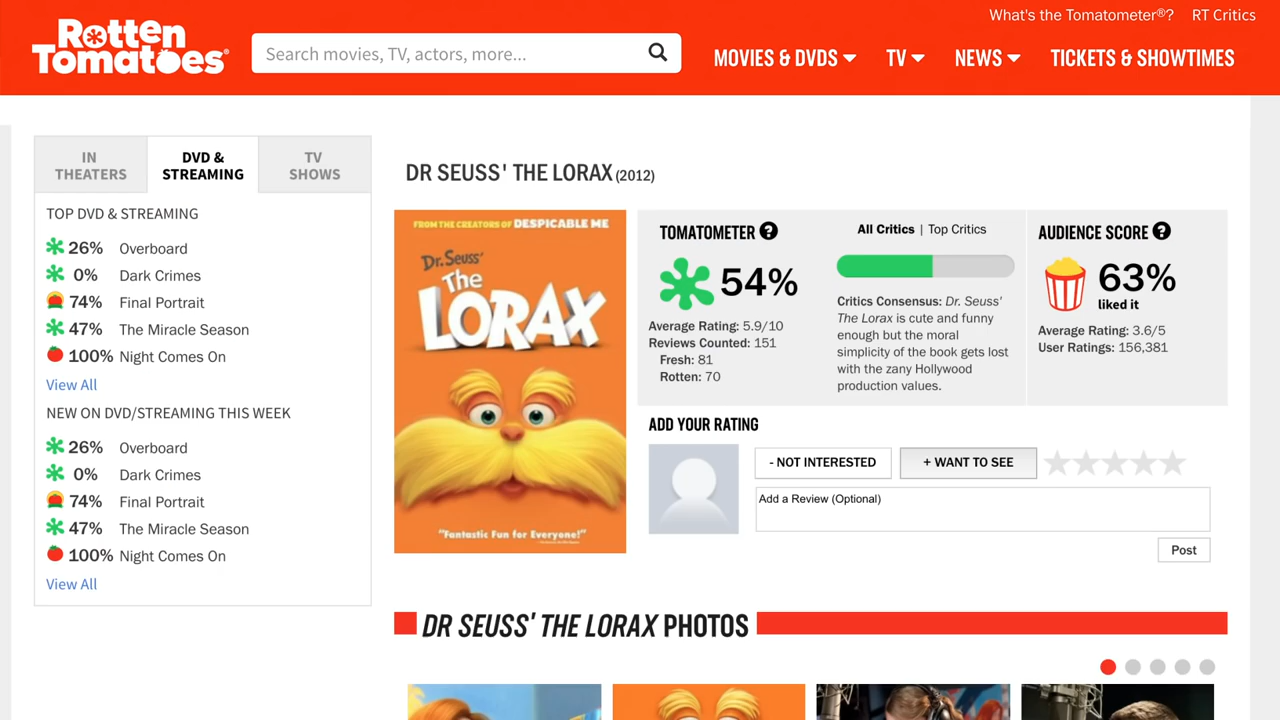 What's the Tomatometer®? RT Critics
Rotten
Tomatoes®
Search movies, TV, actors, more...
MOVIES & DVDS TV NEWS TICKETS & SHOWTIMES
IN
THEATERS
DVD &
STREAMING
TV
SHOWS
TOP DVD & STREAMING
26% Overboard
0% Dark Crimes
74% Final Portrait
47% The Miracle Season
100% Night Comes On
View All
NEW ON DVD/STREAMING THIS WEEK
26% Overboard
0% Dark Crimes
74% Final Portrait
47% The Miracle Season
100% Night Comes On
View All
DR SEUSS' THE LORAX (2012)
FROM THE CREATORS OF DESPICABLE ME
Dr. Seuss'
The
LORAX
"Fantastic Fun for Everyone!"
TOMATOMETER ?
54%
Average Rating: 5.9/10
Reviews Counted: 151
Fresh: 81
Rotten: 70
All Critics | Top Critics
Critics Consensus: Dr. Seuss'
The Lorax is cute and funny
enough but the moral
simplicity of the book gets lost
with the zany Hollywood
production values.
AUDIENCE SCORE ?
63%
liked it
Average Rating: 3.6/5
User Ratings: 156,381
ADD YOUR RATING
- NOT INTERESTED
+ WANT TO SEE
Add a Review (Optional)
Post
DR SEUSS' THE LORAX PHOTOS